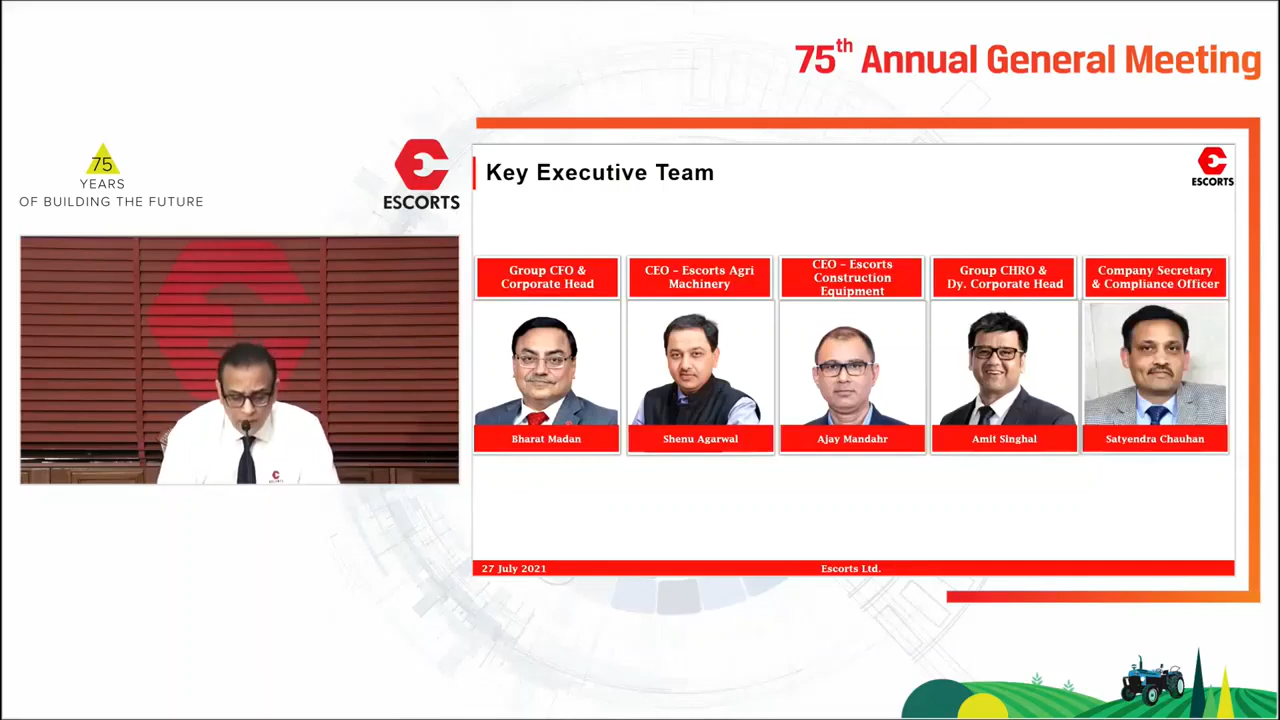 75th Annual General Meeting
75
YEARS
OF BUILDING THE FUTURE
ESCORTS
Key Executive Team
ESCORTS
Group CFO &
Corporate Head
CEO – Escorts Agri
Machinery
CEO – Escorts
Construction
Equipment
Group CHRO &
Dy. Corporate Head
Company Secretary
& Compliance Officer
Bharat Madan
Shenu Agarwal
Ajay Mandahr
Amit Singhal
Satyendra Chauhan
27 July 2021
Escorts Ltd.